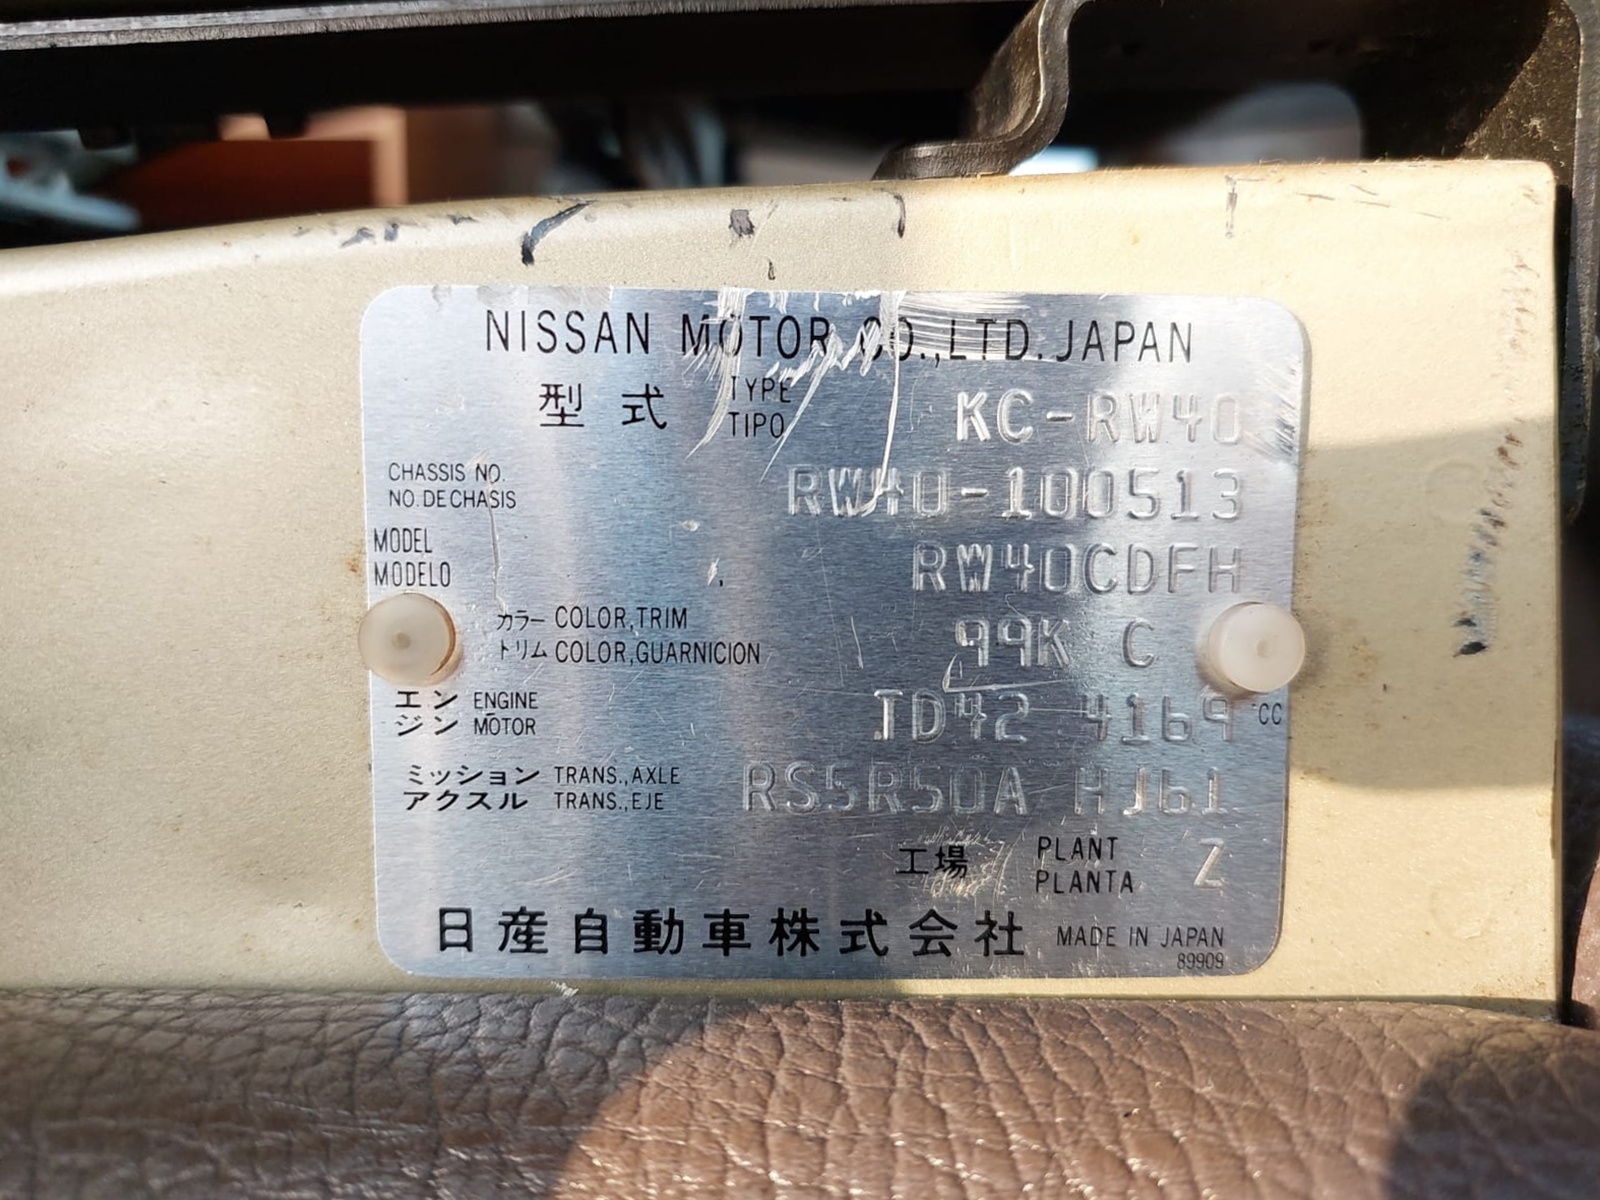 NISSAN MOTOR CO.,LTD. JAPAN
型式 TYPE TIPO KC-RW40
CHASSIS NO. NO. DE CHASIS RW40-100513
MODEL MODELO RW40CDFH
カラー COLOR,TRIM
トリム COLOR,GUARNICION 99K C
エン ENGINE
ジン MOTOR TD42 4169 CC
ミッション TRANS.,AXLE
アクスル TRANS.,EJE RS5R50A HJ61
工場 PLANT PLANTA Z
日産自動車株式会社 MADE IN JAPAN
89909